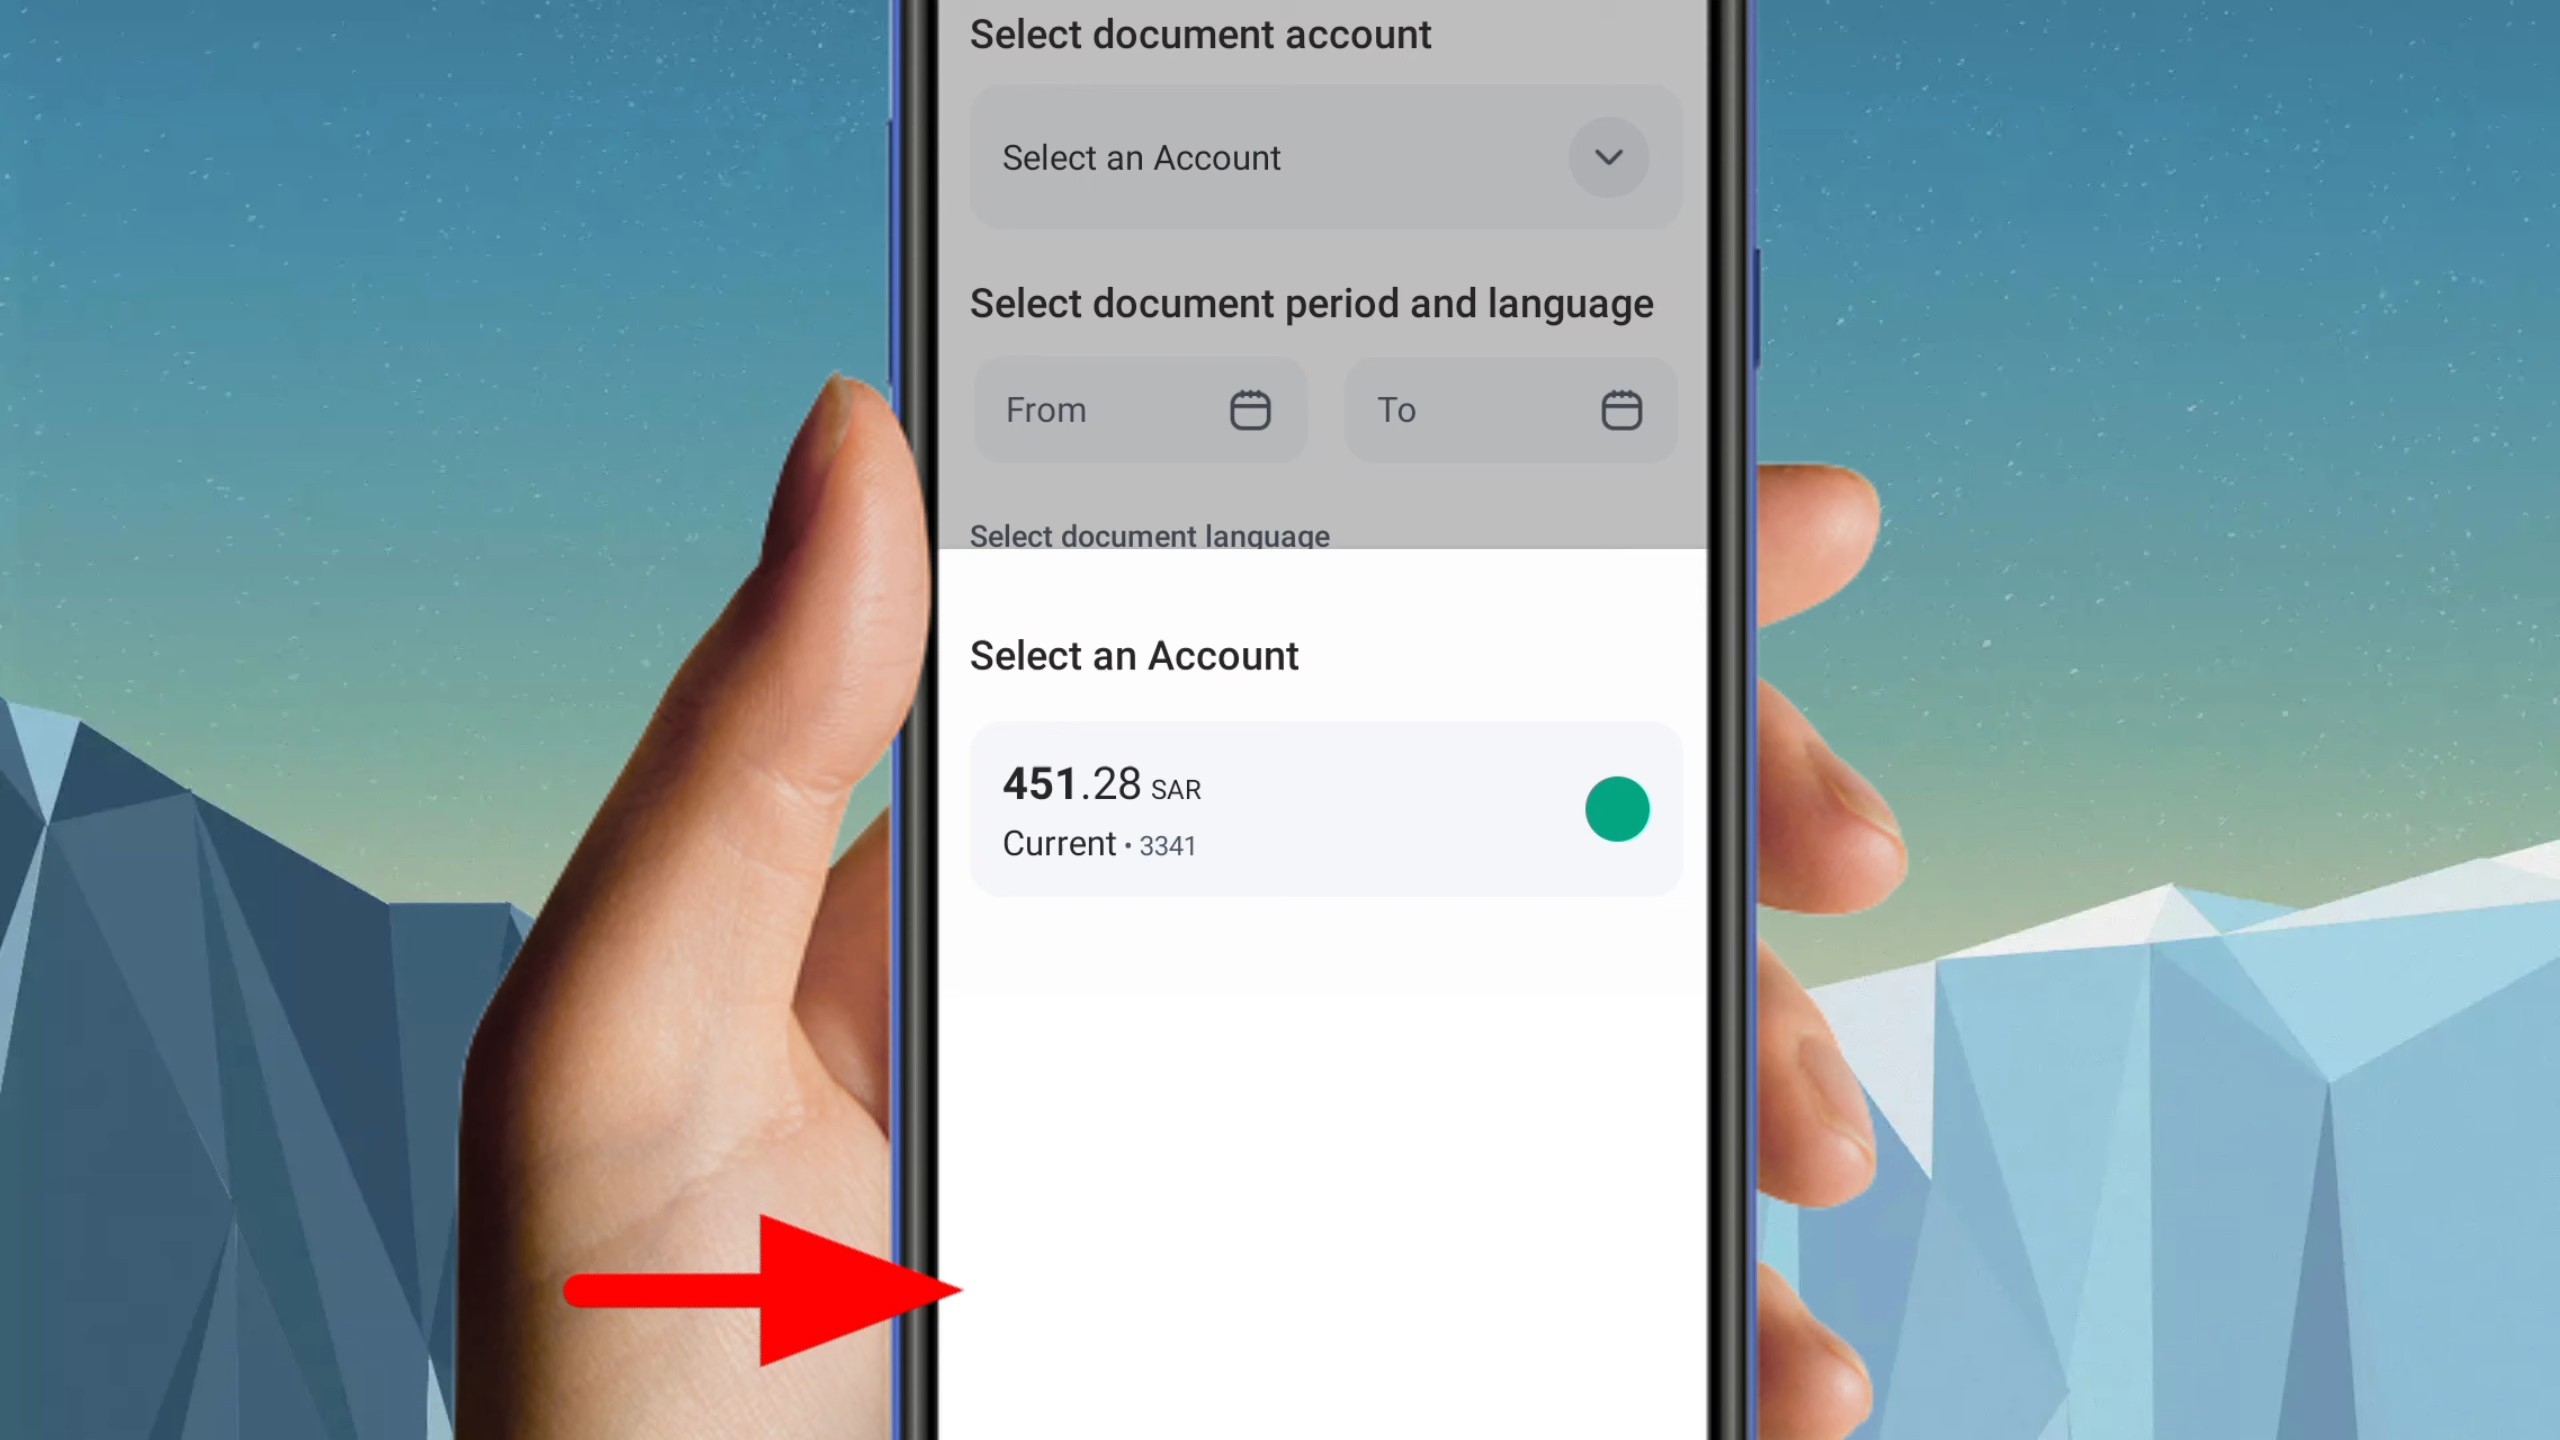 Select document account
Select an Account
Select document period and language
From
To
Select document language
Select an Account
451.28 SAR
Current • 3341